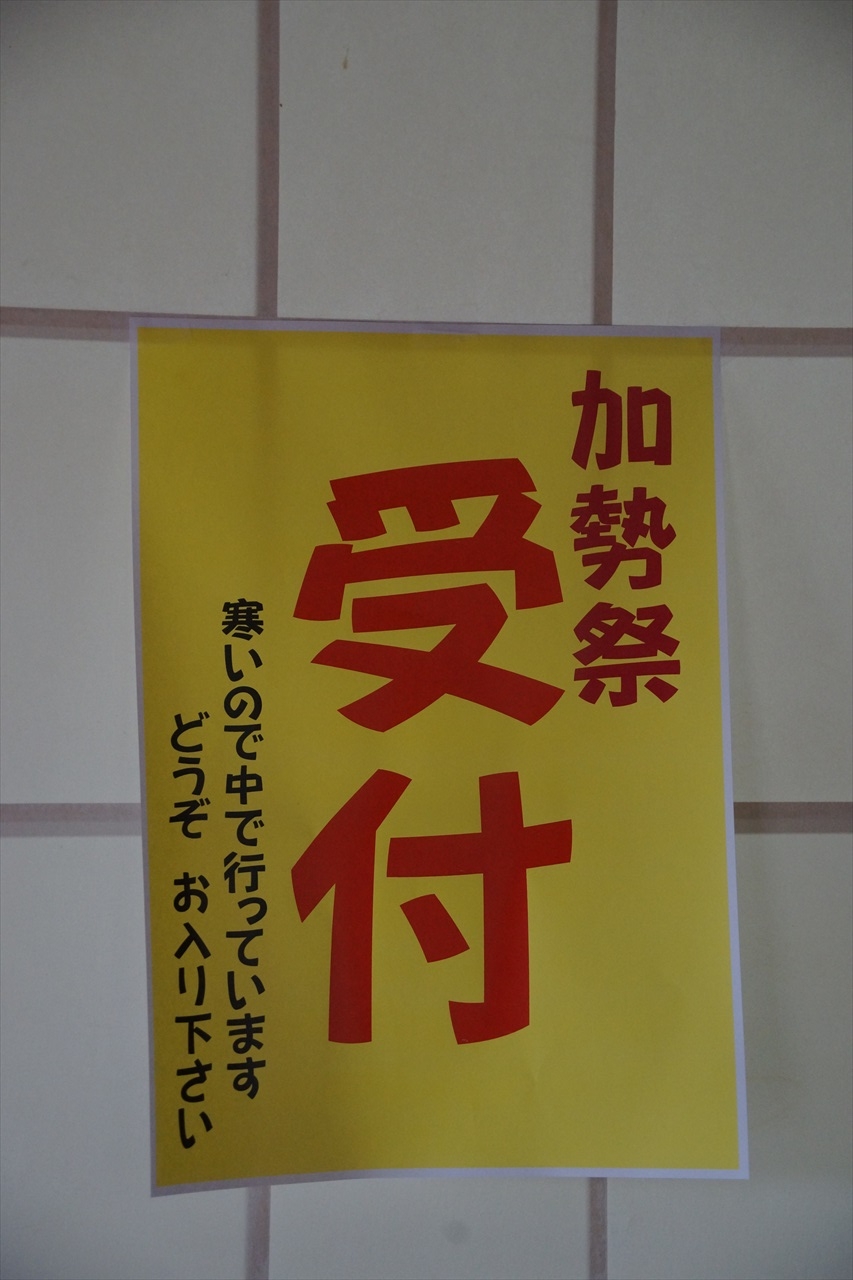 加勢祭
受付
寒いので中で行っています
どうぞ お入り下さい